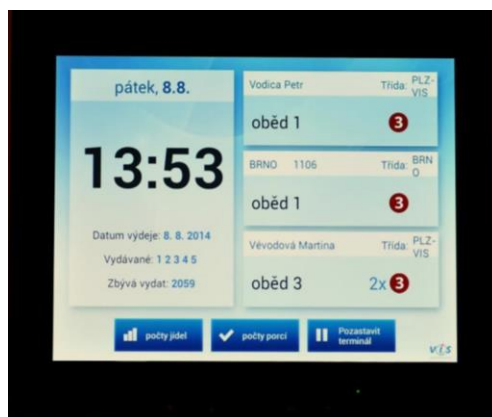 pátek, 8.8.
13:53
Datum výdeje: 8. 8. 2014
Vydávané: 1 2 3 4 5
Zbývá vydat: 2059
Vodica Petr Třída: PLZ-
VIS
oběd 1 3
BRNO 1106 Třída: BRN
O
oběd 1 3
Vévodová Martina Třída: PLZ-
VIS
oběd 3 2x 3
počty jídel
počty porcí
Pozastavit
terminál
vis